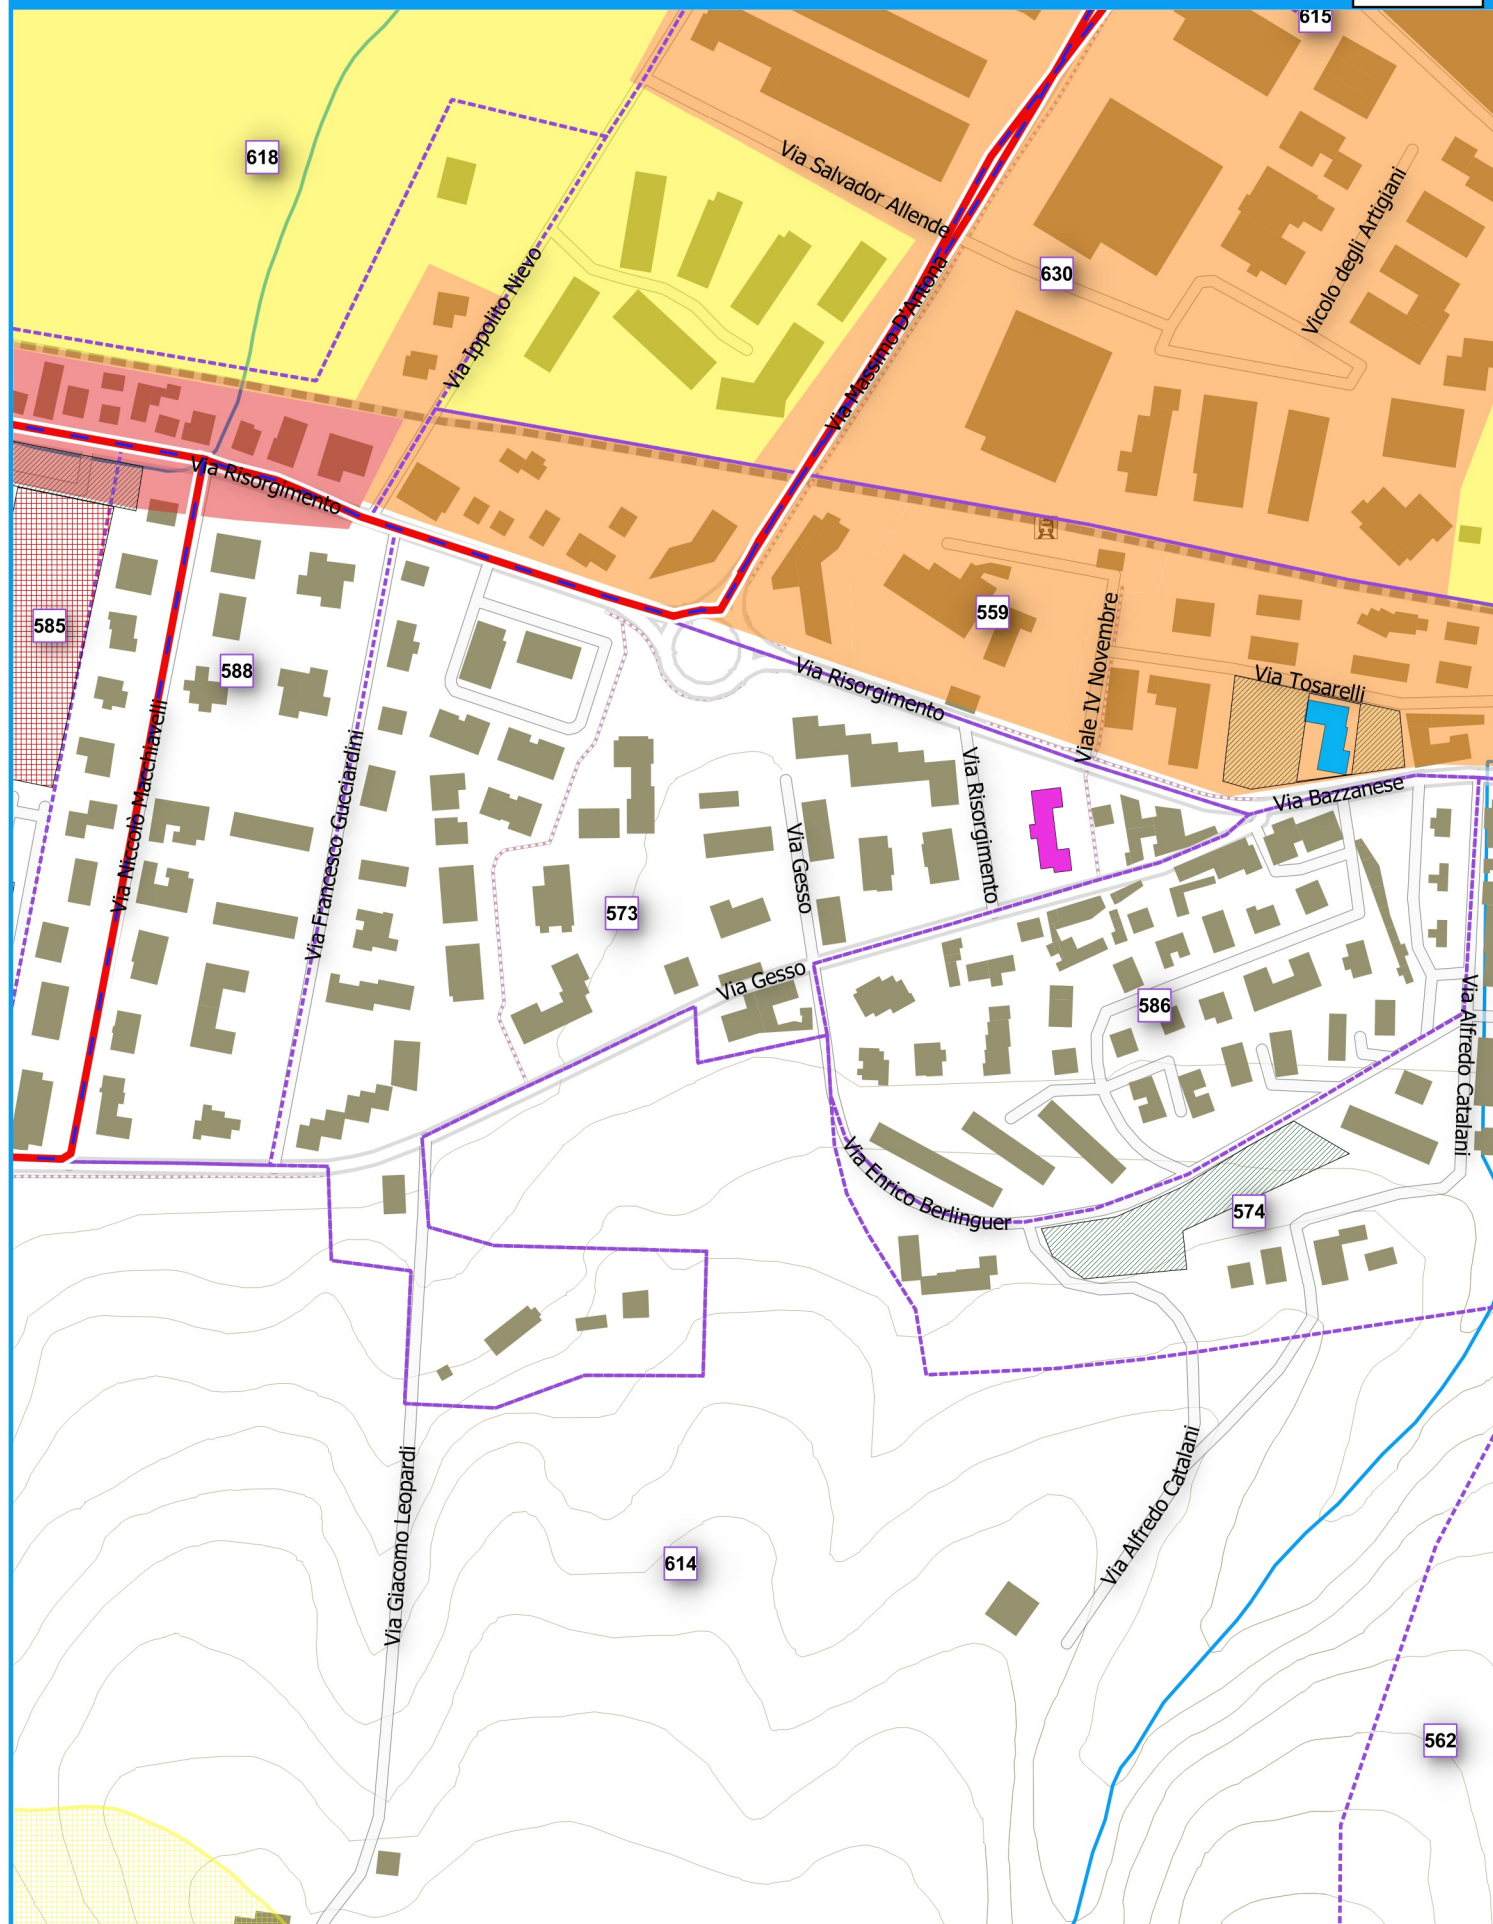 615
618
Via Salvador Allende
Vicolo degli Artigiani
630
Via Ippolito Nievo
Via Massimo D'Antona
Via Risorgimento
559
585
588
Viale IV Novembre
Via Risorgimento
Via Tosarelli
Via Niccolò Macchiavelli
Via Francesco Gucciardini
Via Risorgimento
Via Bazzanese
Via Gesso
573
Via Gesso
586
Via Alfredo Catalani
Via Enrico Berlinguer
574
Via Giacomo Leopardi
Via Alfredo Catalani
614
562